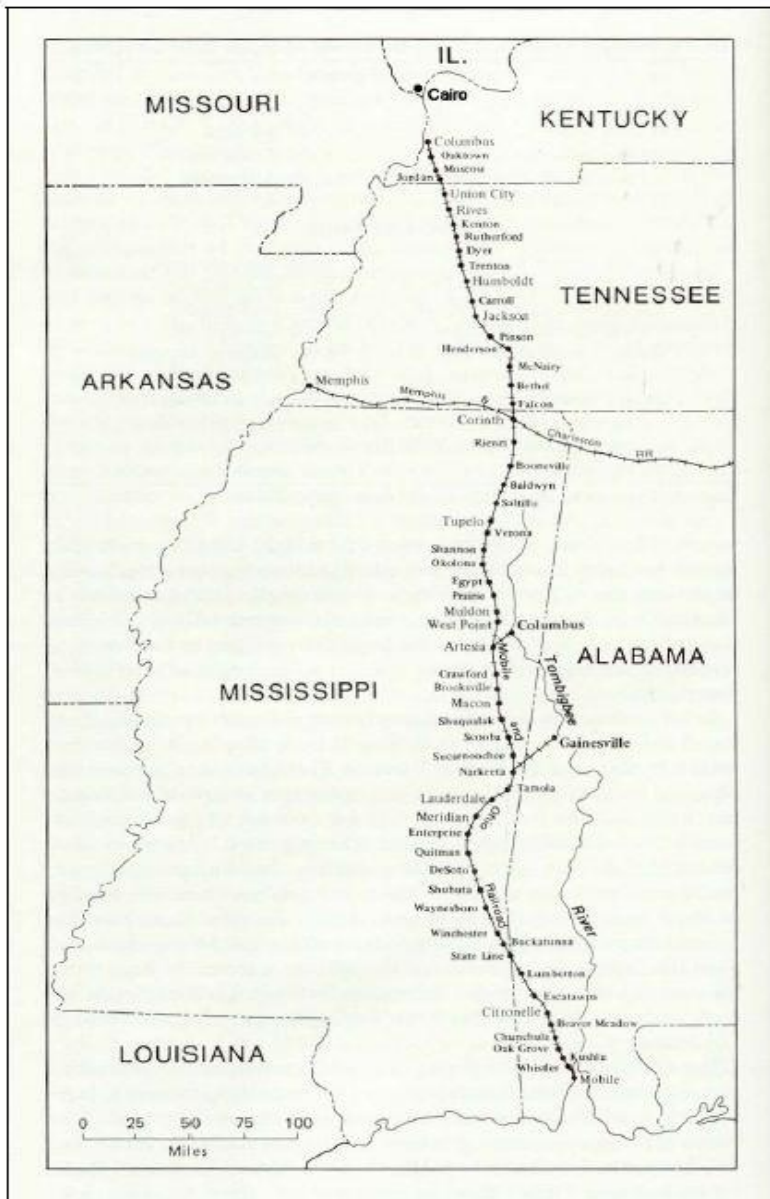 IL.
Cairo
MISSOURI
KENTUCKY
Columbus
Oaktown
Moscow
Jordan
Union City
Rives
Kenton
Rutherford
Dyer
Trenton
Humboldt
TENNESSEE
Carroll
Jackson
Pinson
Henderson
McNairy
ARKANSAS
Memphis
Bethel
Memphis & Charleston RR
Falcon
Corinth
Rienzi
Booneville
Baldwyn
Saltillo
Tupelo
Verona
Shannon
Okolona
Egypt
Prairie
Muldon
West Point
Columbus
Artesia
ALABAMA
Mobile and Ohio Railroad
Tombigbee River
Crawford
MISSISSIPPI
Brooksville
Macon
Shuqualak
Scooba
Gainesville
Sucarnoochee
Narkeeta
Tamola
Lauderdale
Meridian
Enterprise
Quitman
DeSoto
Shubuta
Waynesboro
Winchester
Buckatunna
State Line
Lumberton
Escatawpa
Citronelle
Beaver Meadow
Chunchula
Oak Grove
LOUISIANA
Kushla
Whistler
Mobile
0 25 50 75 100
Miles